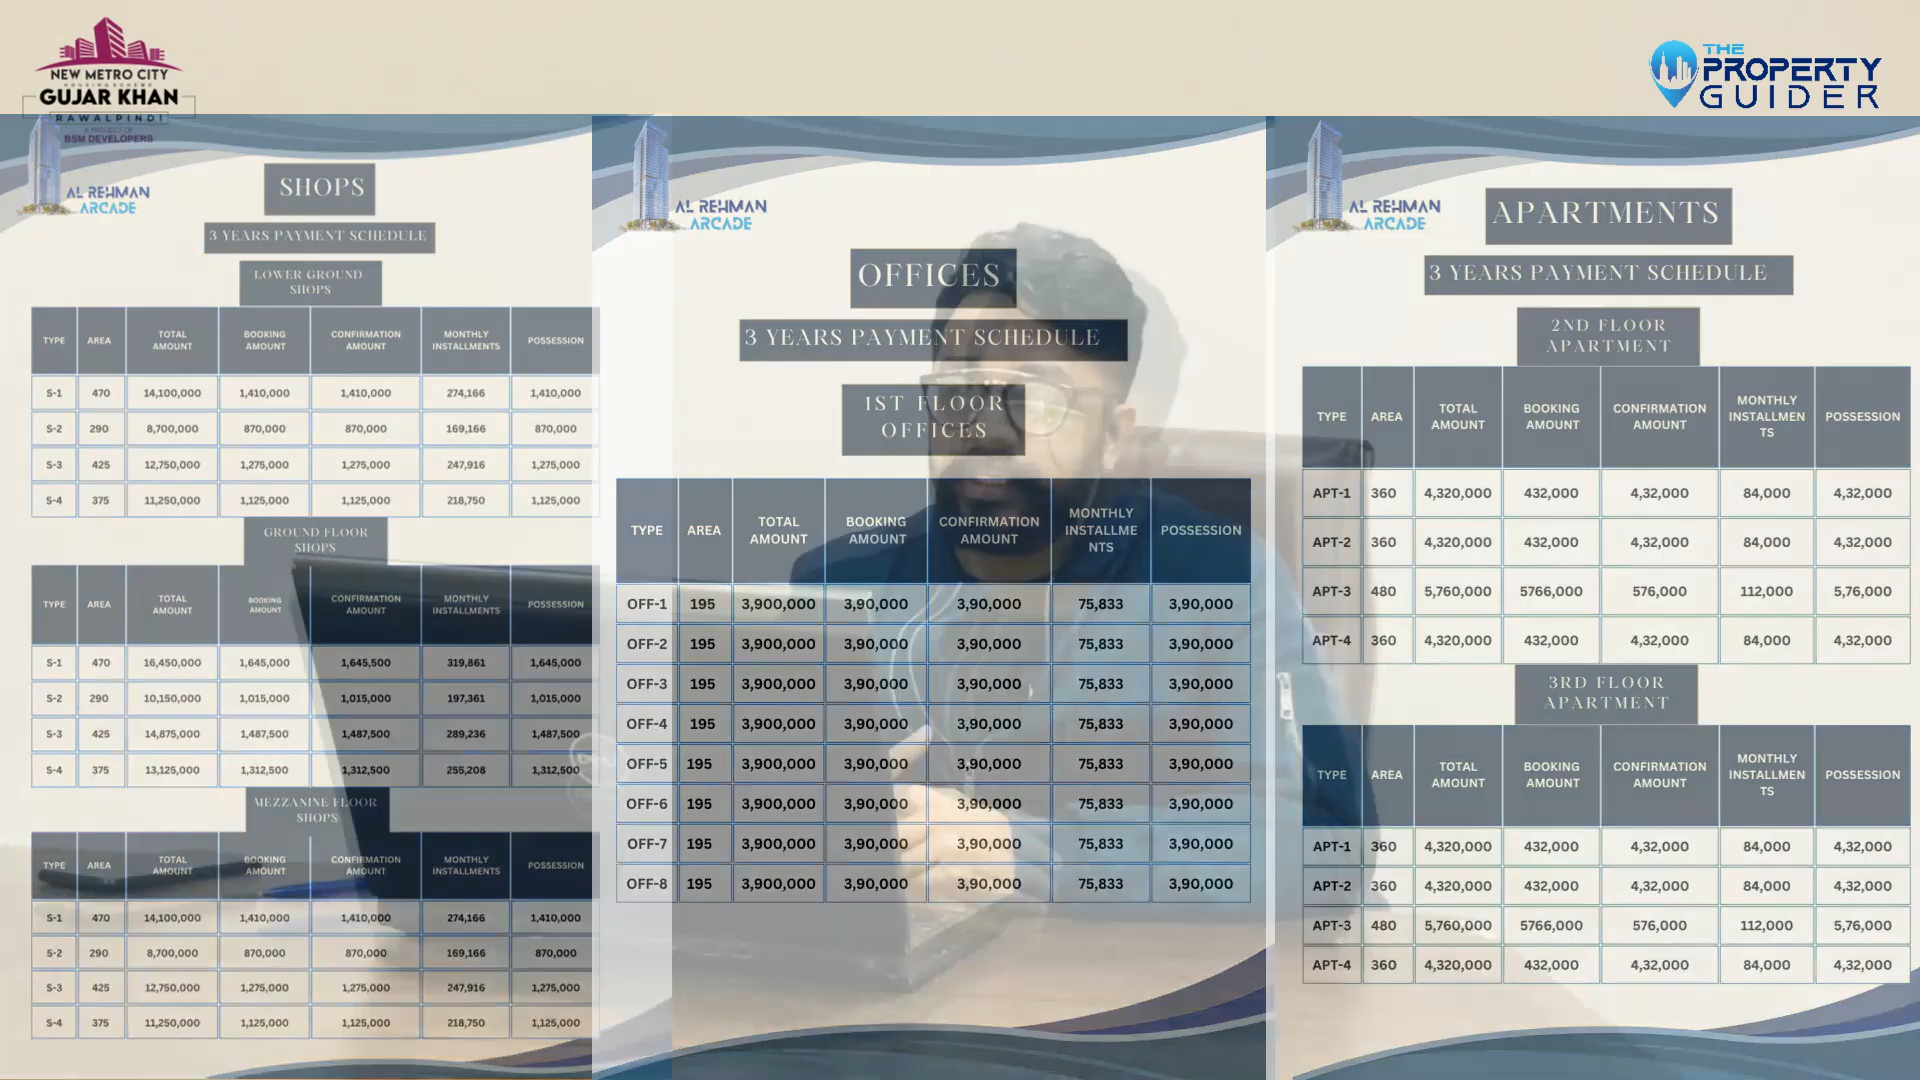 NEW METRO CITY
HOUSING SCHEME
GUJAR KHAN
RAWALPINDI
A PROJECT OF
BSM DEVELOPERS
THE
PROPERTY
GUIDER
AL REHMAN
ARCADE
SHOPS
3 YEARS PAYMENT SCHEDULE
LOWER GROUND
SHOPS
TYPE AREA TOTAL AMOUNT BOOKING AMOUNT CONFIRMATION AMOUNT MONTHLY INSTALLMENTS POSSESSION
S-1 470 14,100,000 1,410,000 1,410,000 274,166 1,410,000
S-2 290 8,700,000 870,000 870,000 169,166 870,000
S-3 425 12,750,000 1,275,000 1,275,000 247,916 1,275,000
S-4 375 11,250,000 1,125,000 1,125,000 218,750 1,125,000
GROUND FLOOR
SHOPS
TYPE AREA TOTAL AMOUNT BOOKING AMOUNT CONFIRMATION AMOUNT MONTHLY INSTALLMENTS POSSESSION
S-1 470 16,450,000 1,645,000 1,645,500 319,861 1,645,000
S-2 290 10,150,000 1,015,000 1,015,000 197,361 1,015,000
S-3 425 14,875,000 1,487,500 1,487,500 289,236 1,487,500
S-4 375 13,125,000 1,312,500 1,312,500 255,208 1,312,500
MEZZANINE FLOOR
SHOPS
TYPE AREA TOTAL AMOUNT BOOKING AMOUNT CONFIRMATION AMOUNT MONTHLY INSTALLMENTS POSSESSION
S-1 470 14,100,000 1,410,000 1,410,000 274,166 1,410,000
S-2 290 8,700,000 870,000 870,000 169,166 870,000
S-3 425 12,750,000 1,275,000 1,275,000 247,916 1,275,000
S-4 375 11,250,000 1,125,000 1,125,000 218,750 1,125,000
AL REHMAN
ARCADE
OFFICES
3 YEARS PAYMENT SCHEDULE
1ST FLOOR
OFFICES
TYPE AREA TOTAL AMOUNT BOOKING AMOUNT CONFIRMATION AMOUNT MONTHLY INSTALLMENTS POSSESSION
OFF-1 195 3,900,000 3,90,000 3,90,000 75,833 3,90,000
OFF-2 195 3,900,000 3,90,000 3,90,000 75,833 3,90,000
OFF-3 195 3,900,000 3,90,000 3,90,000 75,833 3,90,000
OFF-4 195 3,900,000 3,90,000 3,90,000 75,833 3,90,000
OFF-5 195 3,900,000 3,90,000 3,90,000 75,833 3,90,000
OFF-6 195 3,900,000 3,90,000 3,90,000 75,833 3,90,000
OFF-7 195 3,900,000 3,90,000 3,90,000 75,833 3,90,000
OFF-8 195 3,900,000 3,90,000 3,90,000 75,833 3,90,000
AL REHMAN
ARCADE
APARTMENTS
3 YEARS PAYMENT SCHEDULE
2ND FLOOR
APARTMENT
TYPE AREA TOTAL AMOUNT BOOKING AMOUNT CONFIRMATION AMOUNT MONTHLY INSTALLMENTS POSSESSION
APT-1 360 4,320,000 432,000 4,32,000 84,000 4,32,000
APT-2 360 4,320,000 432,000 4,32,000 84,000 4,32,000
APT-3 480 5,760,000 5766,000 576,000 112,000 5,76,000
APT-4 360 4,320,000 432,000 4,32,000 84,000 4,32,000
3RD FLOOR
APARTMENT
TYPE AREA TOTAL AMOUNT BOOKING AMOUNT CONFIRMATION AMOUNT MONTHLY INSTALLMENTS POSSESSION
APT-1 360 4,320,000 432,000 4,32,000 84,000 4,32,000
APT-2 360 4,320,000 432,000 4,32,000 84,000 4,32,000
APT-3 480 5,760,000 5766,000 576,000 112,000 5,76,000
APT-4 360 4,320,000 432,000 4,32,000 84,000 4,32,000